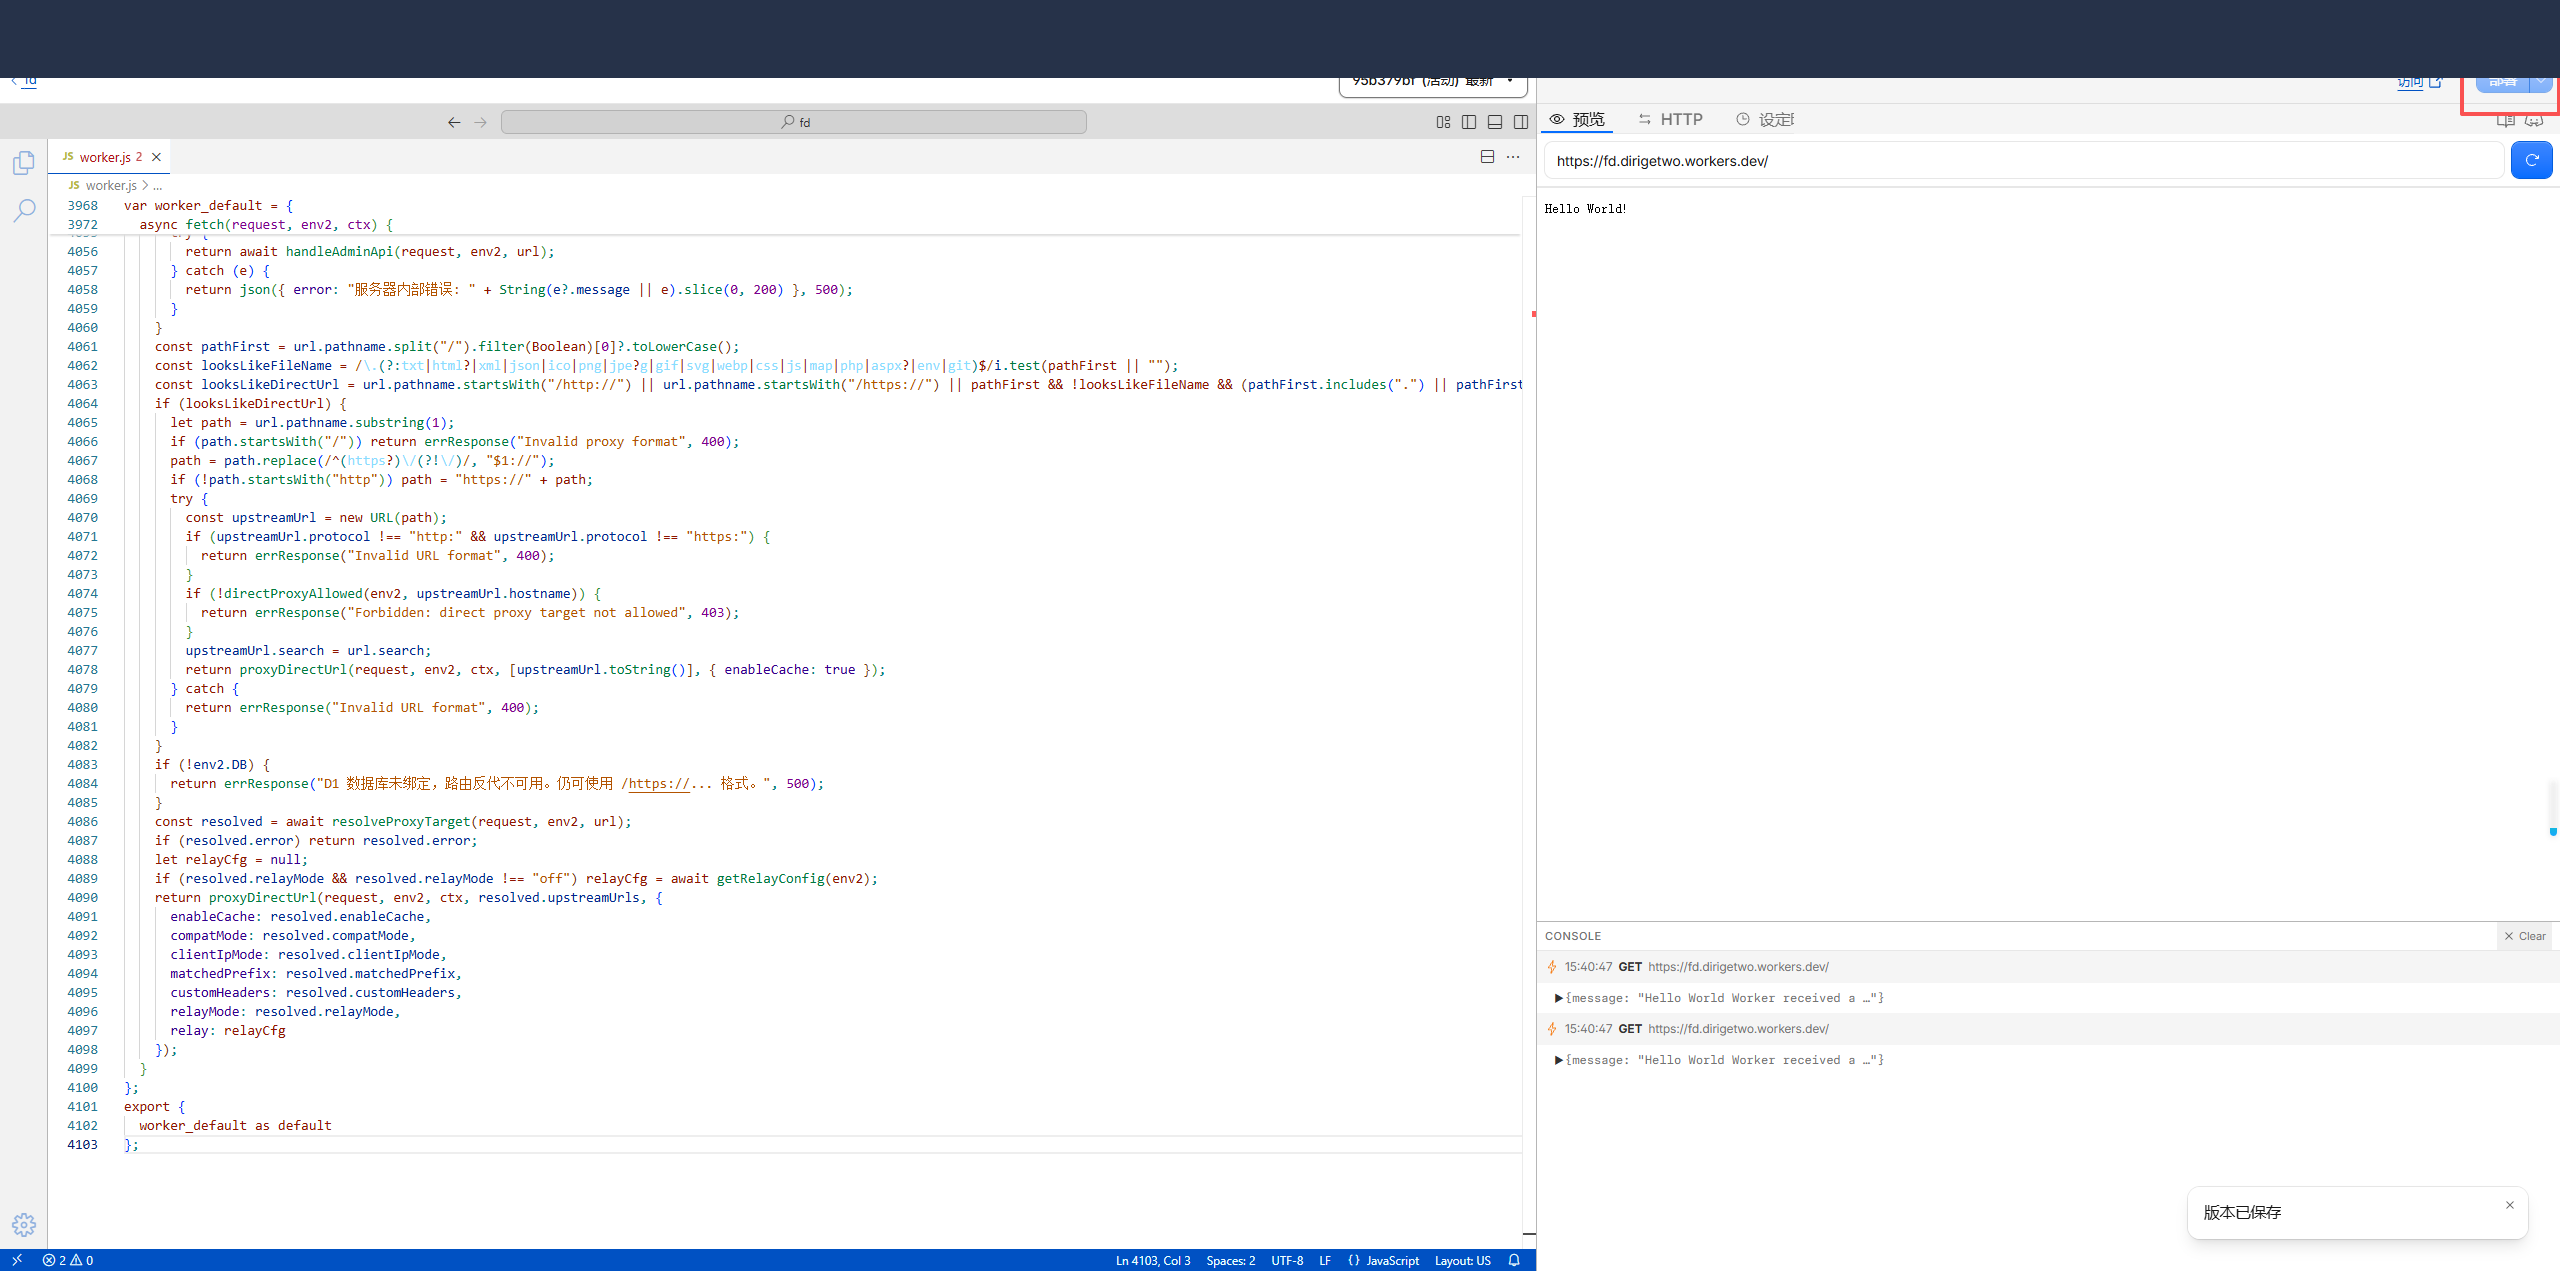 fd
95b379bf (活动) 最新
访问
部署
fd
预览
HTTP
设定
worker.js 2
https://fd.dirigetwo.workers.dev/
worker.js > ...
Hello World!
3968 var worker_default = {
3972 async fetch(request, env2, ctx) {
4056 return await handleAdminApi(request, env2, url);
4057 } catch (e) {
4058 return json({ error: "服务器内部错误: " + String(e?.message || e).slice(0, 200) }, 500);
4059 }
4060 }
4061 const pathFirst = url.pathname.split("/").filter(Boolean)[0]?.toLowerCase();
4062 const looksLikeFileName = /\.(?:txt|html?|xml|json|ico|png|jpe?g|gif|svg|webp|css|js|map|php|aspx?|env|git)$/i.test(pathFirst || "");
4063 const looksLikeDirectUrl = url.pathname.startsWith("/http://") || url.pathname.startsWith("/https://") || pathFirst && !looksLikeFileName && (pathFirst.includes(".") || pathFirst
4064 if (looksLikeDirectUrl) {
4065 let path = url.pathname.substring(1);
4066 if (path.startsWith("/")) return errResponse("Invalid proxy format", 400);
4067 path = path.replace(/^(https?)\/(?!\/)/, "$1://");
4068 if (!path.startsWith("http")) path = "https://" + path;
4069 try {
4070 const upstreamUrl = new URL(path);
4071 if (upstreamUrl.protocol !== "http:" && upstreamUrl.protocol !== "https:") {
4072 return errResponse("Invalid URL format", 400);
4073 }
4074 if (!directProxyAllowed(env2, upstreamUrl.hostname)) {
4075 return errResponse("Forbidden: direct proxy target not allowed", 403);
4076 }
4077 upstreamUrl.search = url.search;
4078 return proxyDirectUrl(request, env2, ctx, [upstreamUrl.toString()], { enableCache: true });
4079 } catch {
4080 return errResponse("Invalid URL format", 400);
4081 }
4082 }
4083 if (!env2.DB) {
4084 return errResponse("D1 数据库未绑定，路由反代不可用。仍可使用 /https://... 格式。", 500);
4085 }
4086 const resolved = await resolveProxyTarget(request, env2, url);
4087 if (resolved.error) return resolved.error;
4088 let relayCfg = null;
4089 if (resolved.relayMode && resolved.relayMode !== "off") relayCfg = await getRelayConfig(env2);
4090 return proxyDirectUrl(request, env2, ctx, resolved.upstreamUrls, {
4091 enableCache: resolved.enableCache,
4092 compatMode: resolved.compatMode,
4093 clientIpMode: resolved.clientIpMode,
4094 matchedPrefix: resolved.matchedPrefix,
4095 customHeaders: resolved.customHeaders,
4096 relayMode: resolved.relayMode,
4097 relay: relayCfg
4098 });
4099 }
4100 };
4101 export {
4102 worker_default as default
4103 };
CONSOLE
Clear
15:40:47 GET https://fd.dirigetwo.workers.dev/
▶{message: "Hello World Worker received a …"}
15:40:47 GET https://fd.dirigetwo.workers.dev/
▶{message: "Hello World Worker received a …"}
版本已保存
2 0
Ln 4103, Col 3 Spaces: 2 UTF-8 LF {} JavaScript Layout: US